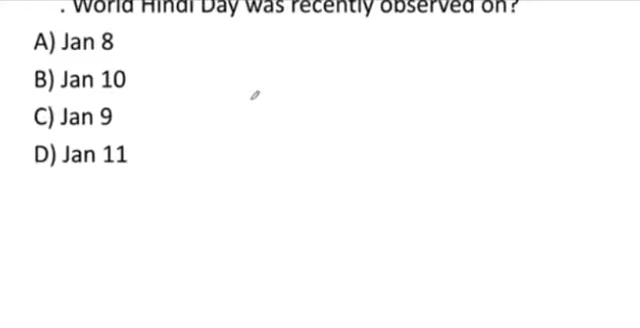 . World Hindi Day was recently observed on?
A) Jan 8
B) Jan 10
C) Jan 9
D) Jan 11